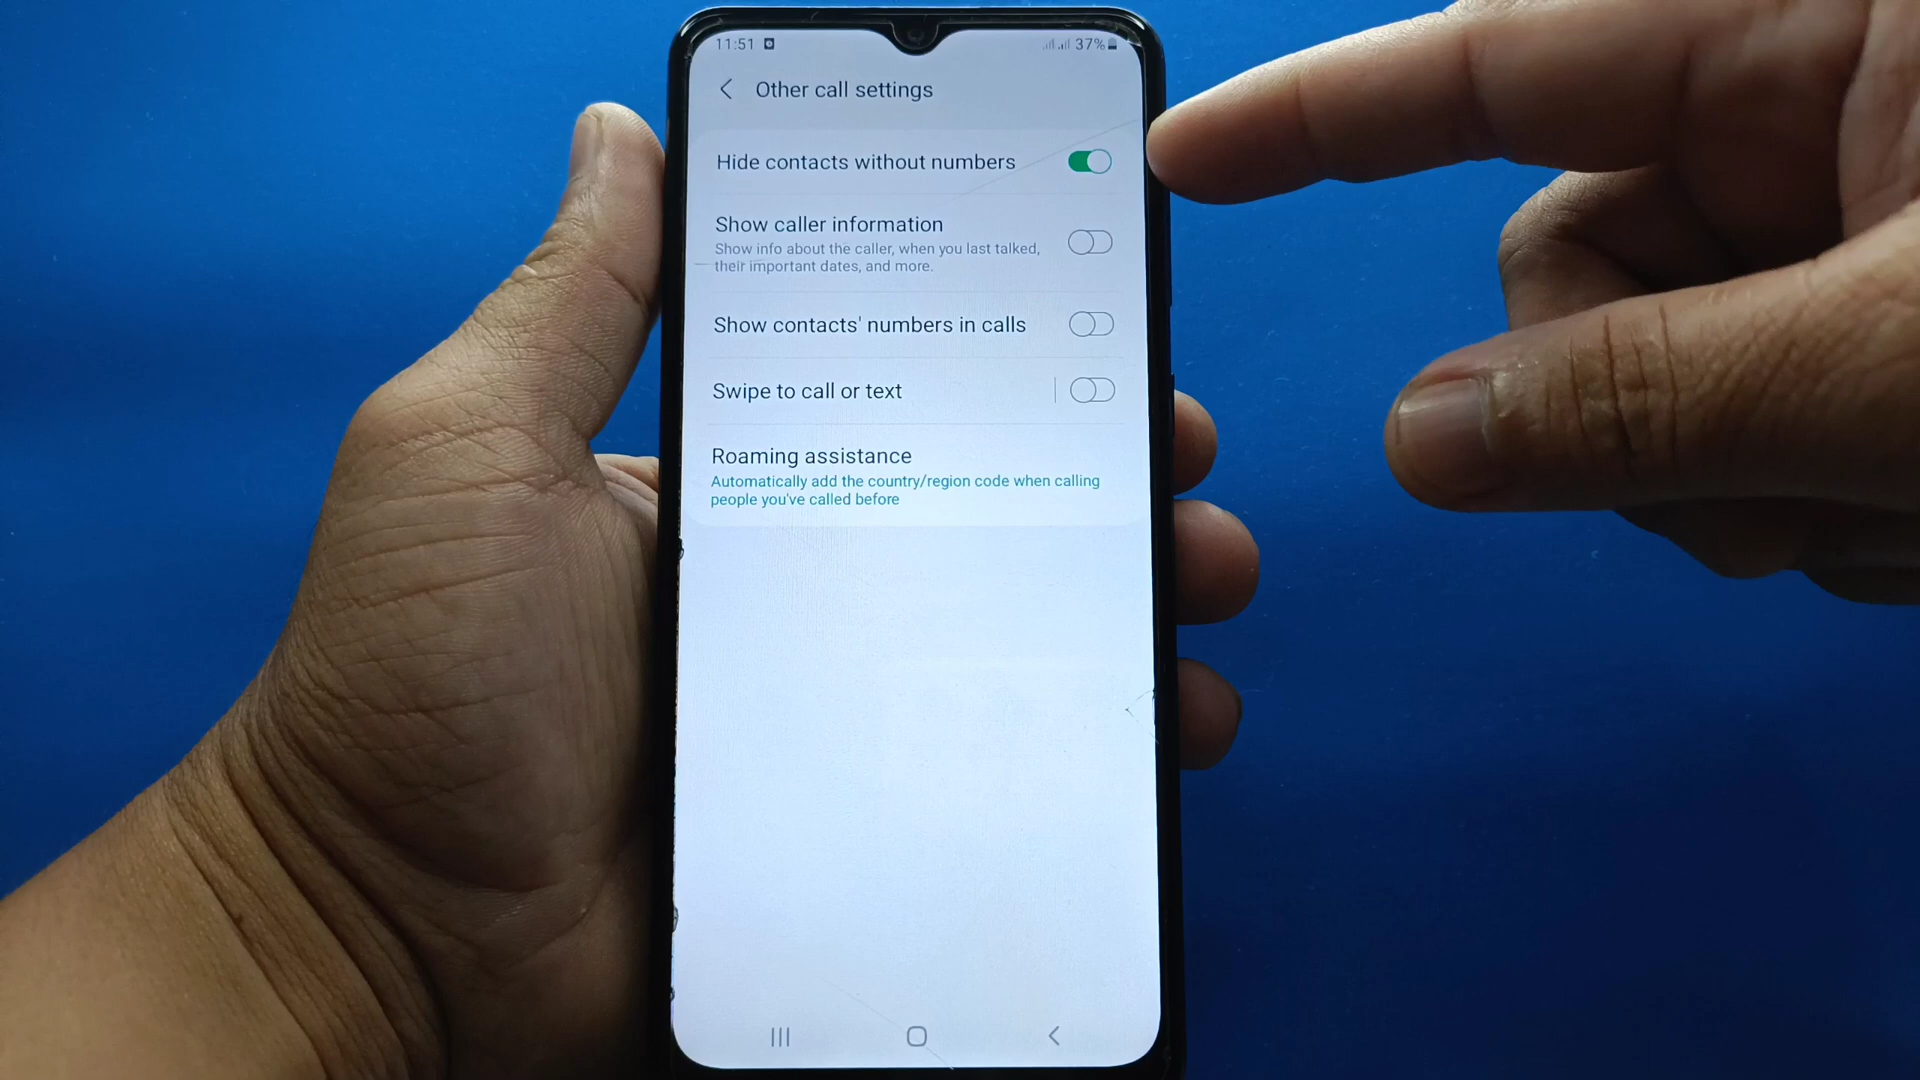 11:51 37%
Other call settings
Hide contacts without numbers
Show caller information
Show info about the caller, when you last talked,
their important dates, and more.
Show contacts' numbers in calls
Swipe to call or text
Roaming assistance
Automatically add the country/region code when calling
people you've called before